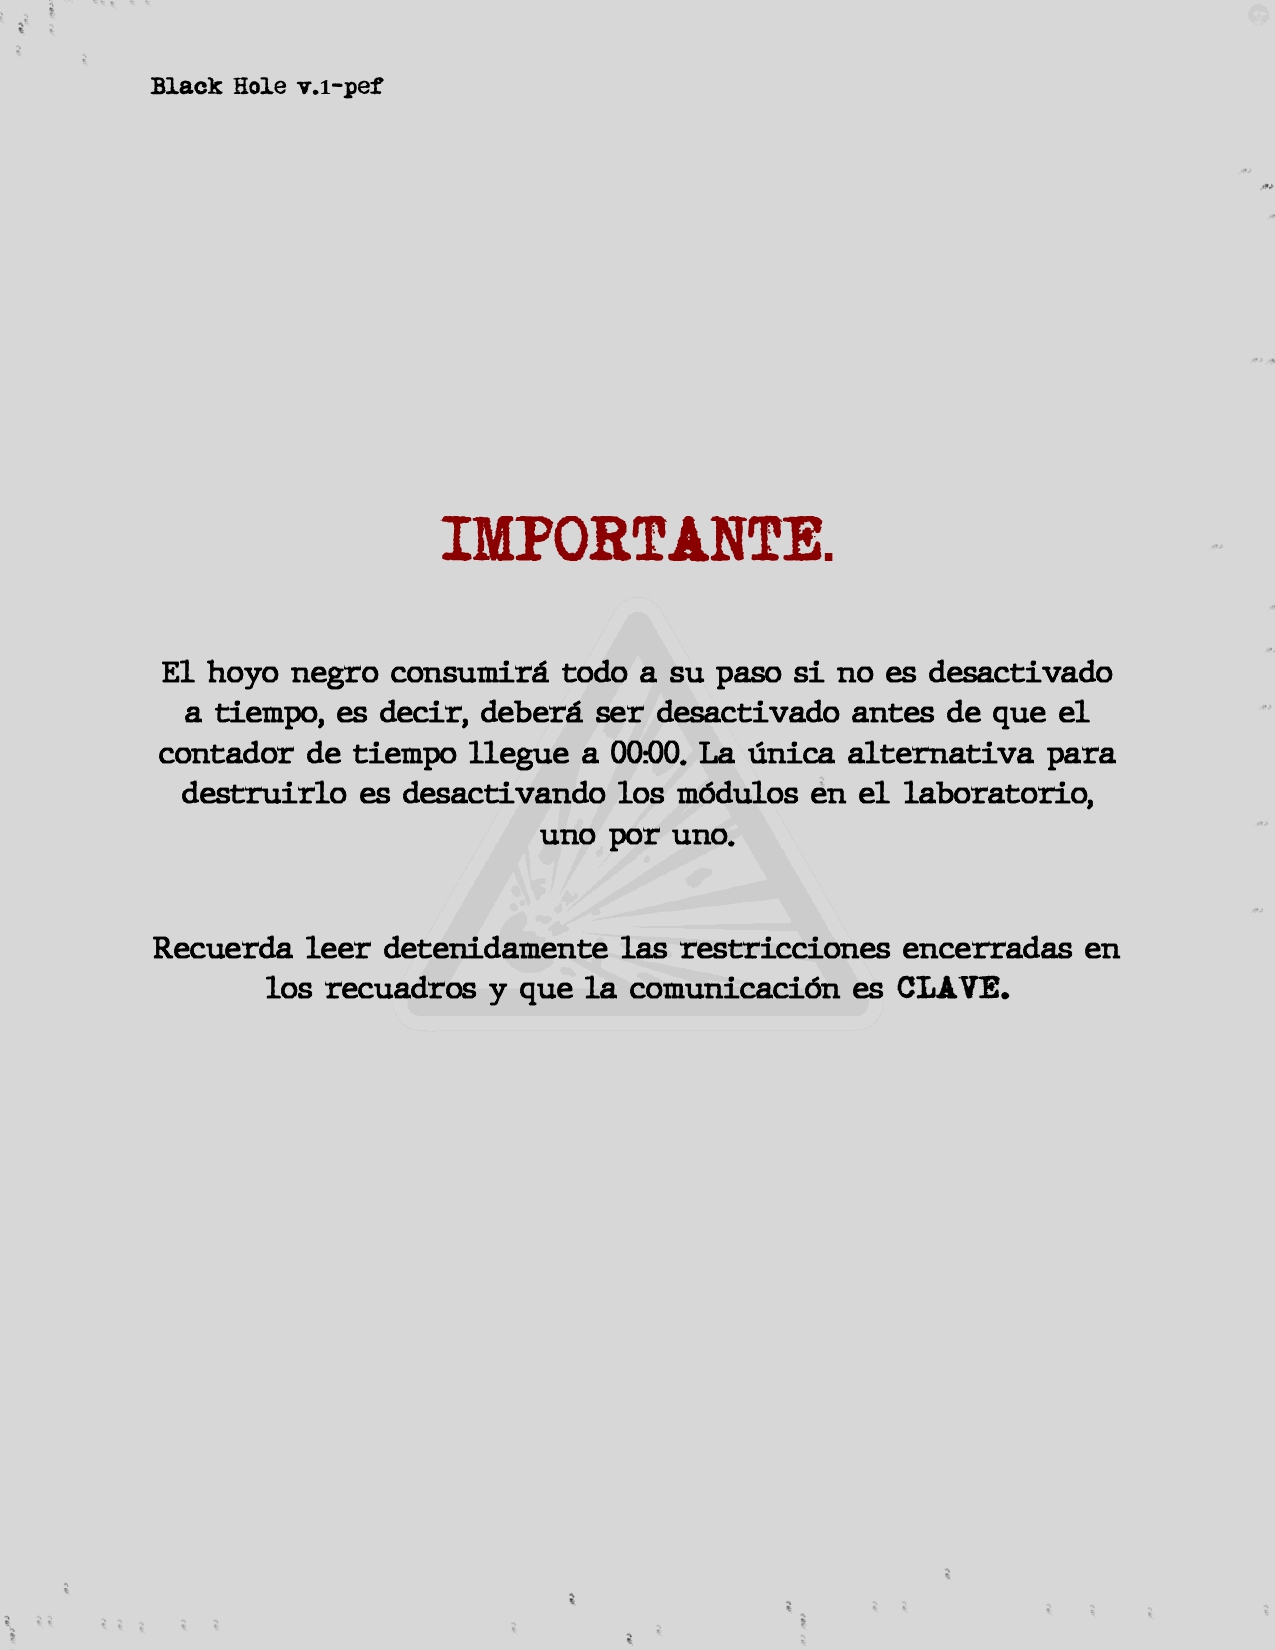 Black Hole v.1-pef
IMPORTANTE.
El hoyo negro consumirá todo a su paso si no es desactivado
a tiempo, es decir, deberá ser desactivado antes de que el
contador de tiempo llegue a 00:00. La única alternativa para
destruirlo es desactivando los módulos en el laboratorio,
uno por uno.
Recuerda leer detenidamente las restricciones encerradas en
los recuadros y que la comunicación es CLAVE.